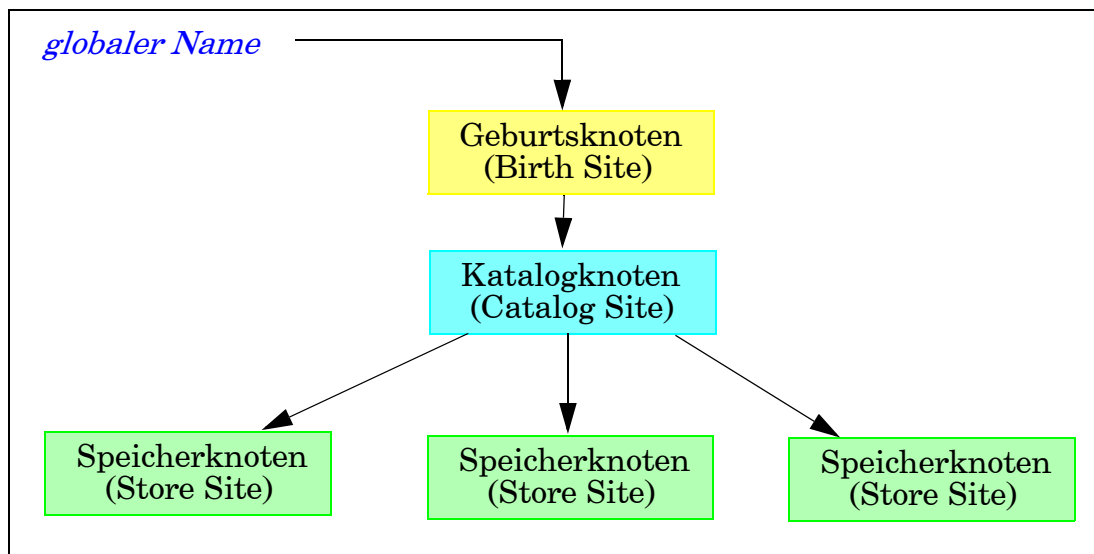 globaler Name
Geburtsknoten
(Birth Site)
Katalogknoten
(Catalog Site)
Speicherknoten
(Store Site)
Speicherknoten
(Store Site)
Speicherknoten
(Store Site)